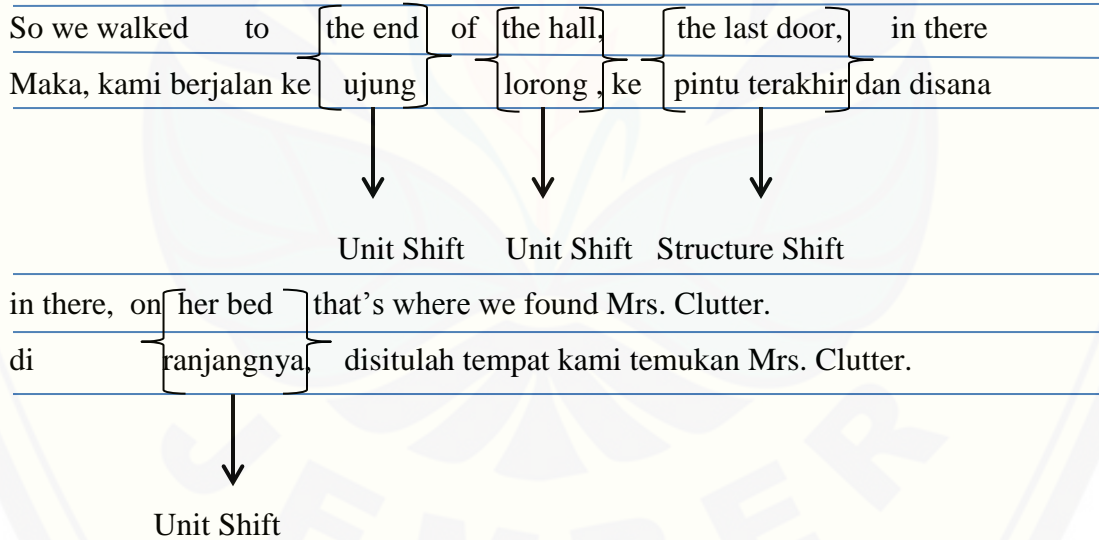 So we walked to the end of the hall, the last door, in there
Maka, kami berjalan ke ujung lorong , ke pintu terakhir dan disana
Unit Shift Unit Shift Structure Shift
in there, on her bed that's where we found Mrs. Clutter.
di ranjangnya, disitulah tempat kami temukan Mrs. Clutter.
Unit Shift
JEMBER